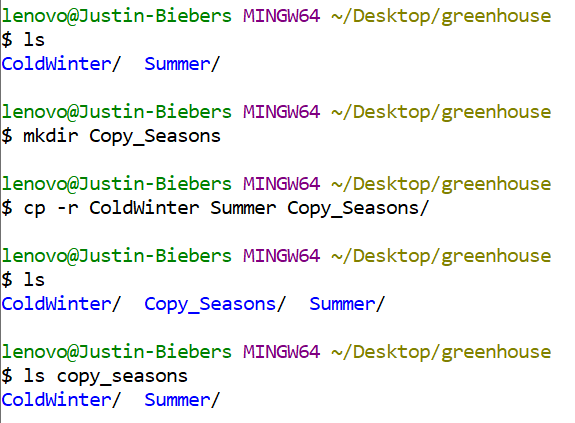 lenovo@Justin-Biebers MINGW64 ~/Desktop/greenhouse
$ ls
ColdWinter/  Summer/

lenovo@Justin-Biebers MINGW64 ~/Desktop/greenhouse
$ mkdir Copy_Seasons

lenovo@Justin-Biebers MINGW64 ~/Desktop/greenhouse
$ cp -r ColdWinter Summer Copy_Seasons/

lenovo@Justin-Biebers MINGW64 ~/Desktop/greenhouse
$ ls
ColdWinter/  Copy_Seasons/  Summer/

lenovo@Justin-Biebers MINGW64 ~/Desktop/greenhouse
$ ls copy_seasons
ColdWinter/  Summer/